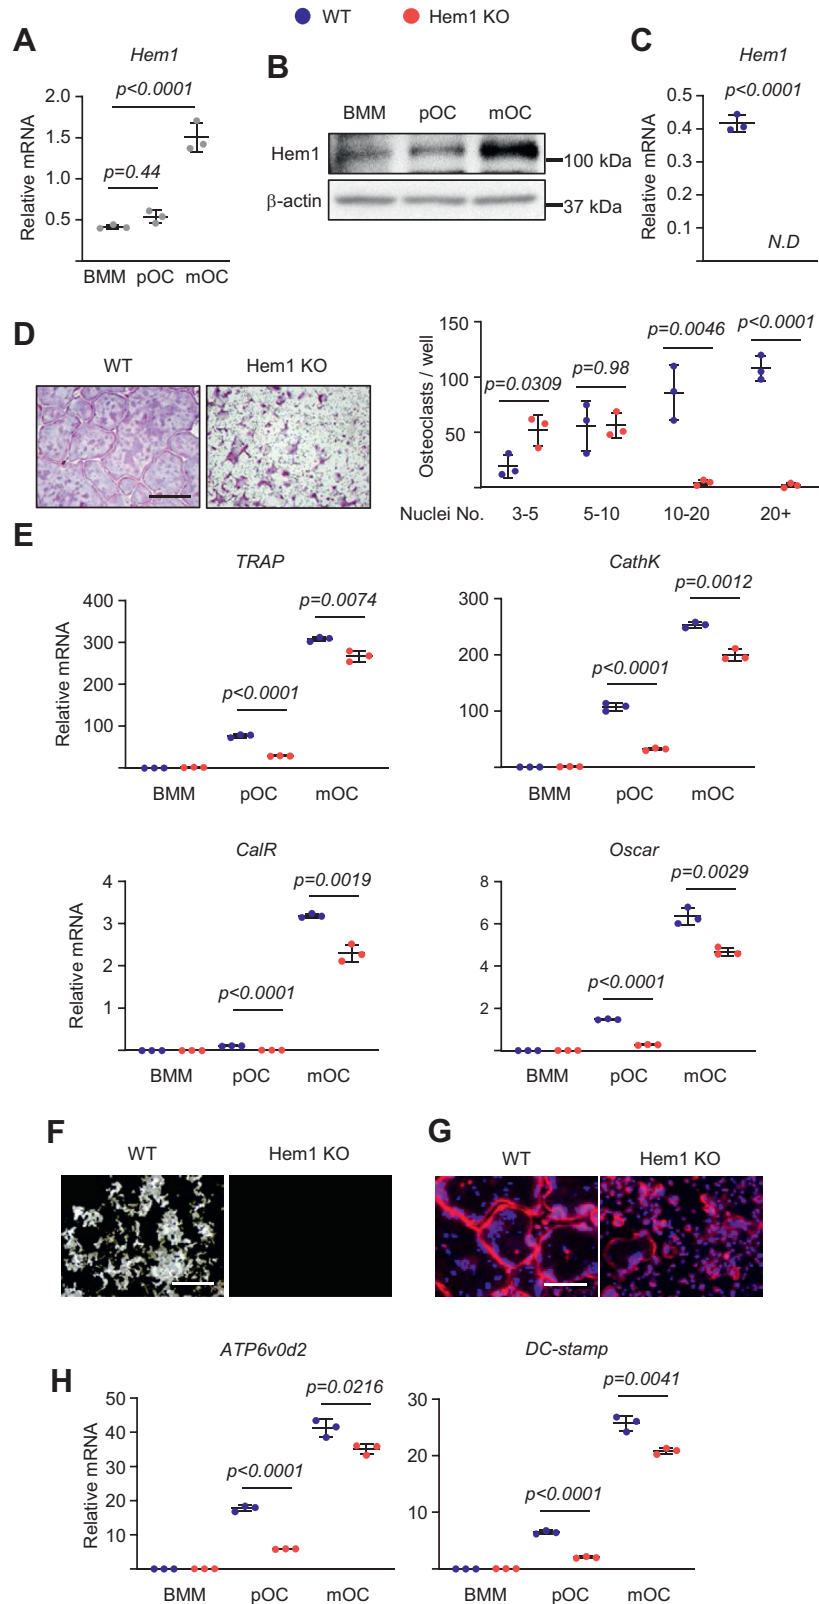 WT Hem1 KO
A
Hem1
p<0.0001
p=0.44
Relative mRNA
2.0
1.5
1.0
0.5
BMM pOC mOC
B
BMM pOC mOC
Hem1
100 kDa
β-actin
37 kDa
C
Hem1
p<0.0001
Relative mRNA
0.5
0.4
0.3
0.2
0.1
N.D
D
WT Hem1 KO
Osteoclasts / well
150
100
50
p=0.0309
p=0.98
p=0.0046
p<0.0001
Nuclei No. 3-5 5-10 10-20 20+
E
TRAP
Relative mRNA
400
300
200
100
p<0.0001
p=0.0074
BMM pOC mOC
CathK
300
200
100
p<0.0001
p=0.0012
BMM pOC mOC
CalR
Relative mRNA
4
3
2
1
p<0.0001
p=0.0019
BMM pOC mOC
Oscar
8
6
4
2
p<0.0001
p=0.0029
BMM pOC mOC
F
WT Hem1 KO
G
WT Hem1 KO
H
ATP6v0d2
Relative mRNA
50
40
30
20
10
p<0.0001
p=0.0216
BMM pOC mOC
DC-stamp
30
20
10
p<0.0001
p=0.0041
BMM pOC mOC